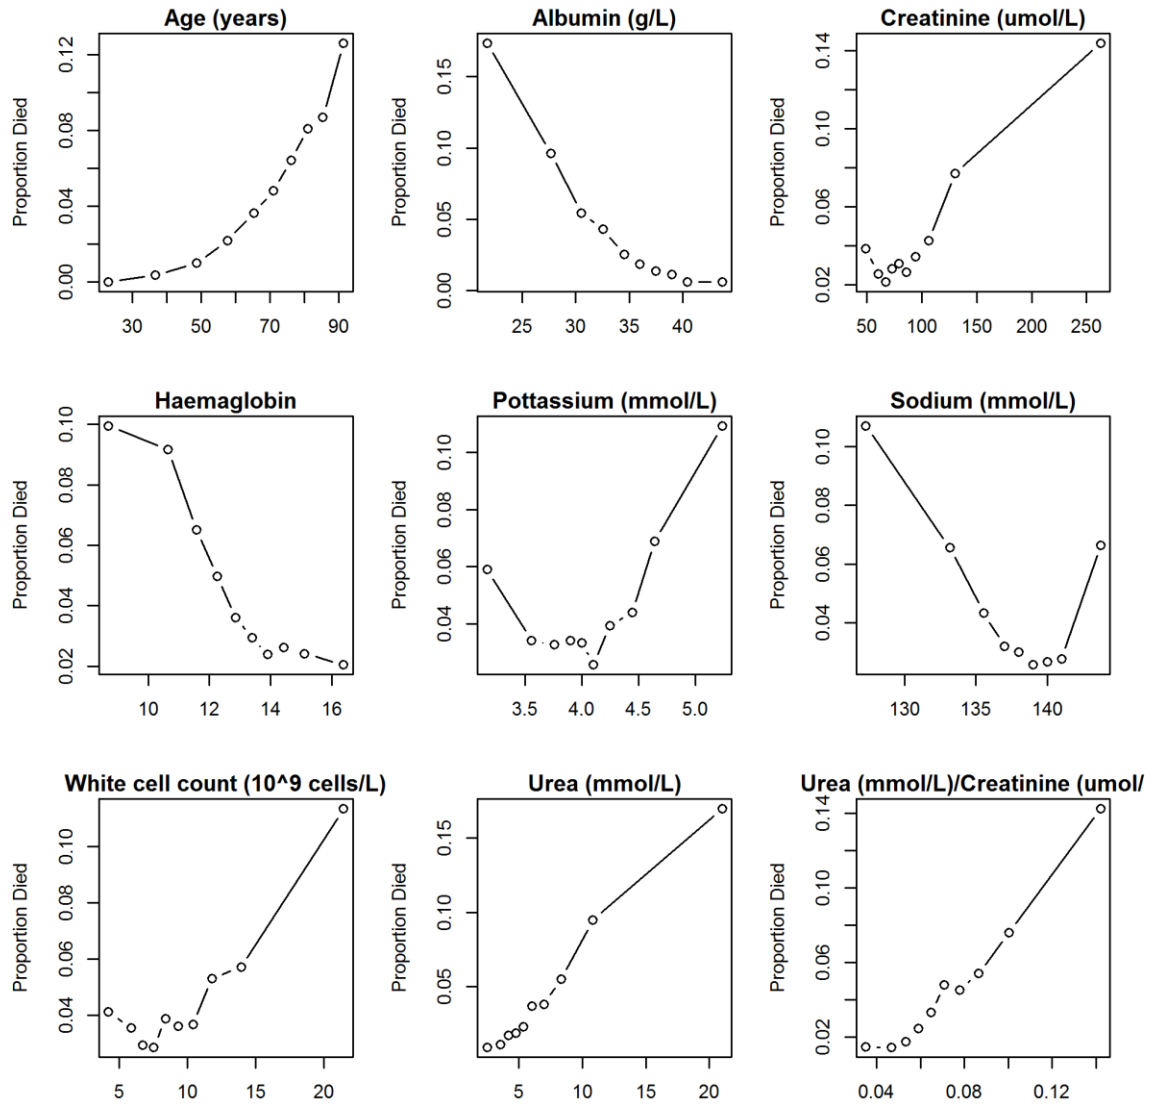 Age (years)
Proportion Died
0.00 0.04 0.08 0.12
30 50 70 90
Albumin (g/L)
Proportion Died
0.00 0.05 0.10 0.15
25 30 35 40
Creatinine (umol/L)
Proportion Died
0.02 0.06 0.10 0.14
50 100 150 200 250
Haemaglobin
Proportion Died
0.02 0.04 0.06 0.08 0.10
10 12 14 16
Pottassium (mmol/L)
Proportion Died
0.04 0.06 0.08 0.10
3.5 4.0 4.5 5.0
Sodium (mmol/L)
Proportion Died
0.04 0.06 0.08 0.10
130 135 140
White cell count (10^9 cells/L)
Proportion Died
0.04 0.06 0.08 0.10
5 10 15 20
Urea (mmol/L)
Proportion Died
0.05 0.10 0.15
5 10 15 20
Urea (mmol/L)/Creatinine (umol/
Proportion Died
0.02 0.06 0.10 0.14
0.04 0.08 0.12